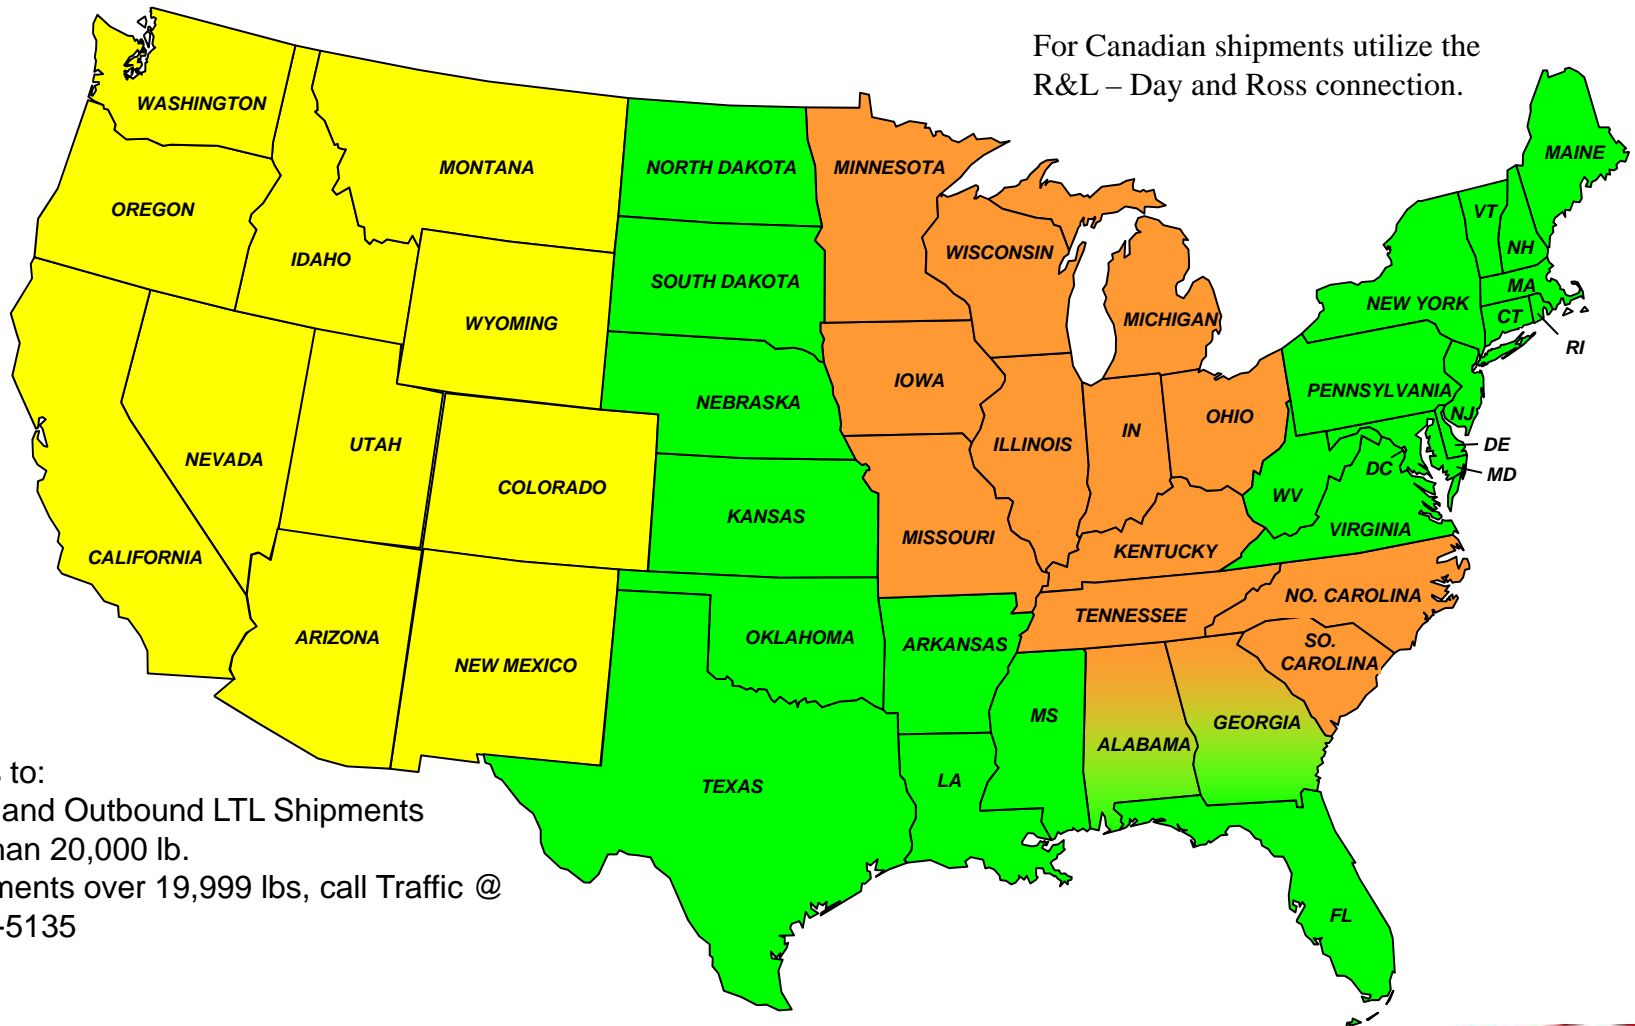 For Canadian shipments utilize the
R&L – Day and Ross connection.
WASHINGTON
MONTANA
NORTH DAKOTA
MINNESOTA
MAINE
OREGON
IDAHO
VT
NH
WISCONSIN
SOUTH DAKOTA
MA
NEW YORK
WYOMING
MICHIGAN
CT
RI
IOWA
PENNSYLVANIA
NEBRASKA
NJ
OHIO
IN
UTAH
ILLINOIS
DE
NEVADA
DC
MD
COLORADO
WV
KANSAS
VIRGINIA
MISSOURI
CALIFORNIA
KENTUCKY
NO. CAROLINA
TENNESSEE
ARIZONA
OKLAHOMA
ARKANSAS
SO.
CAROLINA
NEW MEXICO
MS
GEORGIA
ALABAMA
LA
TEXAS
FL
to:
and Outbound LTL Shipments
20,000 lb.
over 19,999 lbs, call Traffic @
-5135